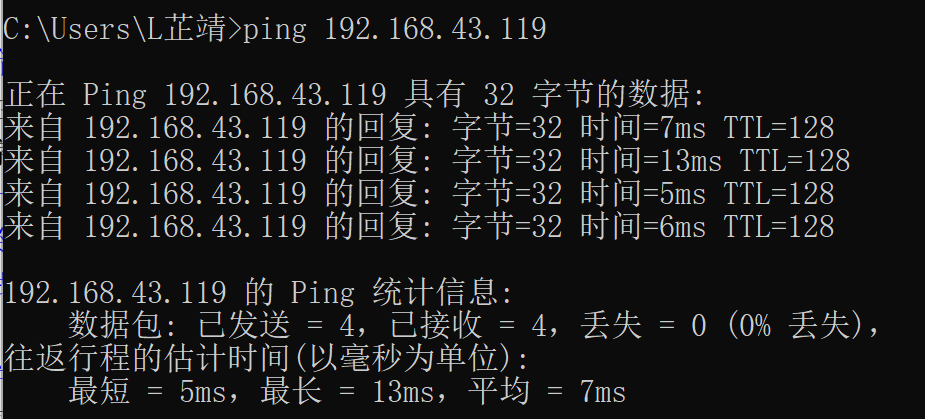 C:\Users\L芷靖>ping 192.168.43.119
正在 Ping 192.168.43.119 具有 32 字节的数据:
来自 192.168.43.119 的回复: 字节=32 时间=7ms TTL=128
来自 192.168.43.119 的回复: 字节=32 时间=13ms TTL=128
来自 192.168.43.119 的回复: 字节=32 时间=5ms TTL=128
来自 192.168.43.119 的回复: 字节=32 时间=6ms TTL=128
192.168.43.119 的 Ping 统计信息:
数据包: 已发送 = 4，已接收 = 4，丢失 = 0 (0% 丢失)，
往返行程的估计时间(以毫秒为单位):
最短 = 5ms，最长 = 13ms，平均 = 7ms